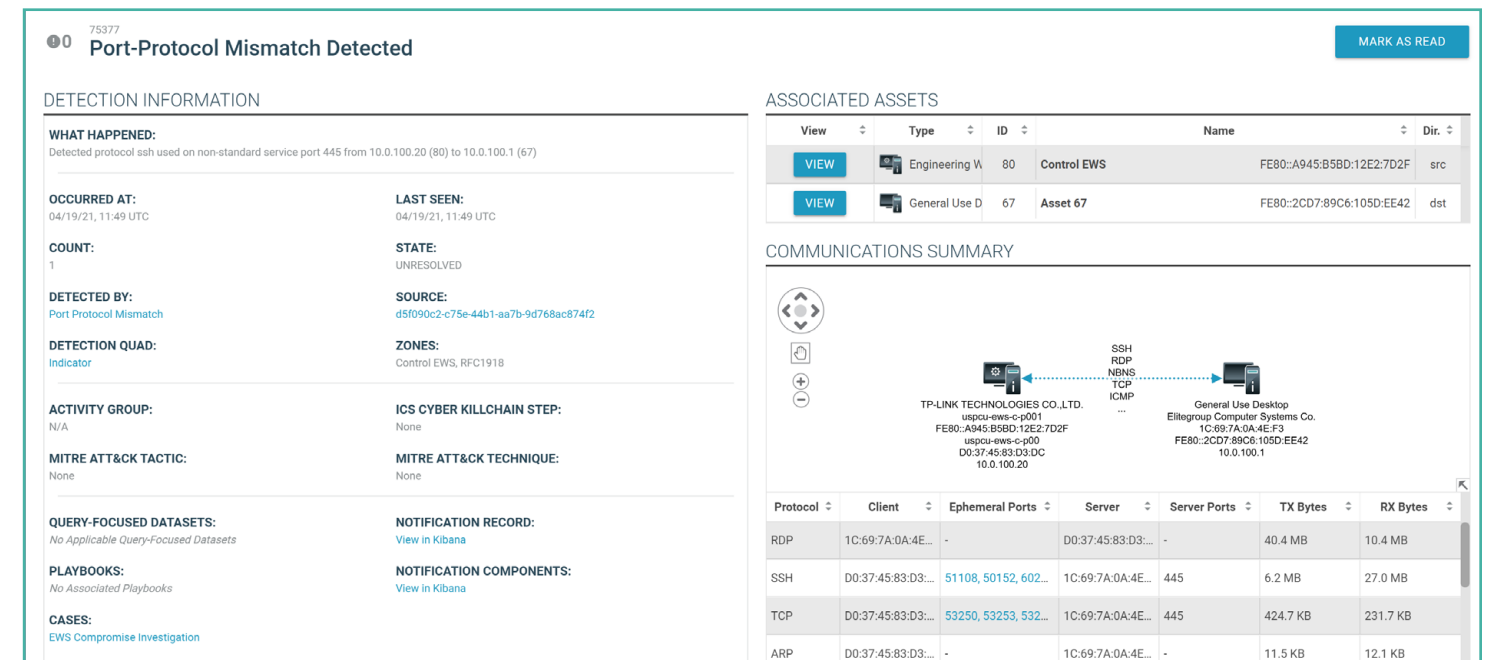 75377
0 Port-Protocol Mismatch Detected
MARK AS READ
DETECTION INFORMATION
WHAT HAPPENED:
Detected protocol ssh used on non-standard service port 445 from 10.0.100.20 (80) to 10.0.100.1 (67)
OCCURRED AT: LAST SEEN:
04/19/21, 11:49 UTC 04/19/21, 11:49 UTC
COUNT: STATE:
1 UNRESOLVED
DETECTED BY: SOURCE:
Port Protocol Mismatch d5f090c2-c75e-44b1-aa7b-9d768ac874f2
DETECTION QUAD: ZONES:
Indicator Control EWS, RFC1918
ACTIVITY GROUP: ICS CYBER KILLCHAIN STEP:
N/A None
MITRE ATT&CK TACTIC: MITRE ATT&CK TECHNIQUE:
None None
QUERY-FOCUSED DATASETS: NOTIFICATION RECORD:
No Applicable Query-Focused Datasets View in Kibana
PLAYBOOKS: NOTIFICATION COMPONENTS:
No Associated Playbooks View in Kibana
CASES:
EWS Compromise Investigation
ASSOCIATED ASSETS
View Type ID Name Dir.
VIEW Engineering W 80 Control EWS FE80::A945:B5BD:12E2:7D2F src
VIEW General Use D 67 Asset 67 FE80::2CD7:89C6:105D:EE42 dst
COMMUNICATIONS SUMMARY
SSH
RDP
NBNS
TCP
ICMP
...
TP-LINK TECHNOLOGIES CO.,LTD.
uspcu-ews-c-p001
FE80::A945:B5BD:12E2:7D2F
uspcu-ews-c-p00
D0:37:45:83:D3:DC
10.0.100.20
General Use Desktop
Elitegroup Computer Systems Co.
1C:69:7A:0A:4E:F3
FE80::2CD7:89C6:105D:EE42
10.0.100.1
Protocol Client Ephemeral Ports Server Server Ports TX Bytes RX Bytes
RDP 1C:69:7A:0A:4E... - D0:37:45:83:D3:... - 40.4 MB 10.4 MB
SSH D0:37:45:83:D3:... 51108, 50152, 602... 1C:69:7A:0A:4E... 445 6.2 MB 27.0 MB
TCP D0:37:45:83:D3:... 53250, 53253, 532... 1C:69:7A:0A:4E... 445 424.7 KB 231.7 KB
ARP D0:37:45:83:D3:... - 1C:69:7A:0A:4E... - 11.5 KB 12.1 KB